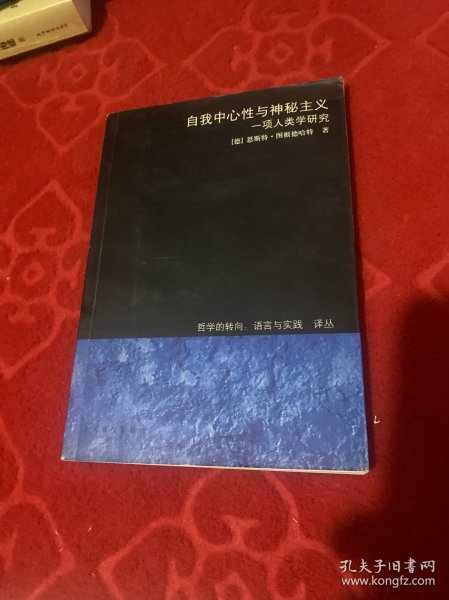 自我中心性与神秘主义
一项人类学研究
[德] 恩斯特·图根德哈特 著
哲学的转向：语言与实践 译丛
孔夫子旧书网
www.kongfz.com